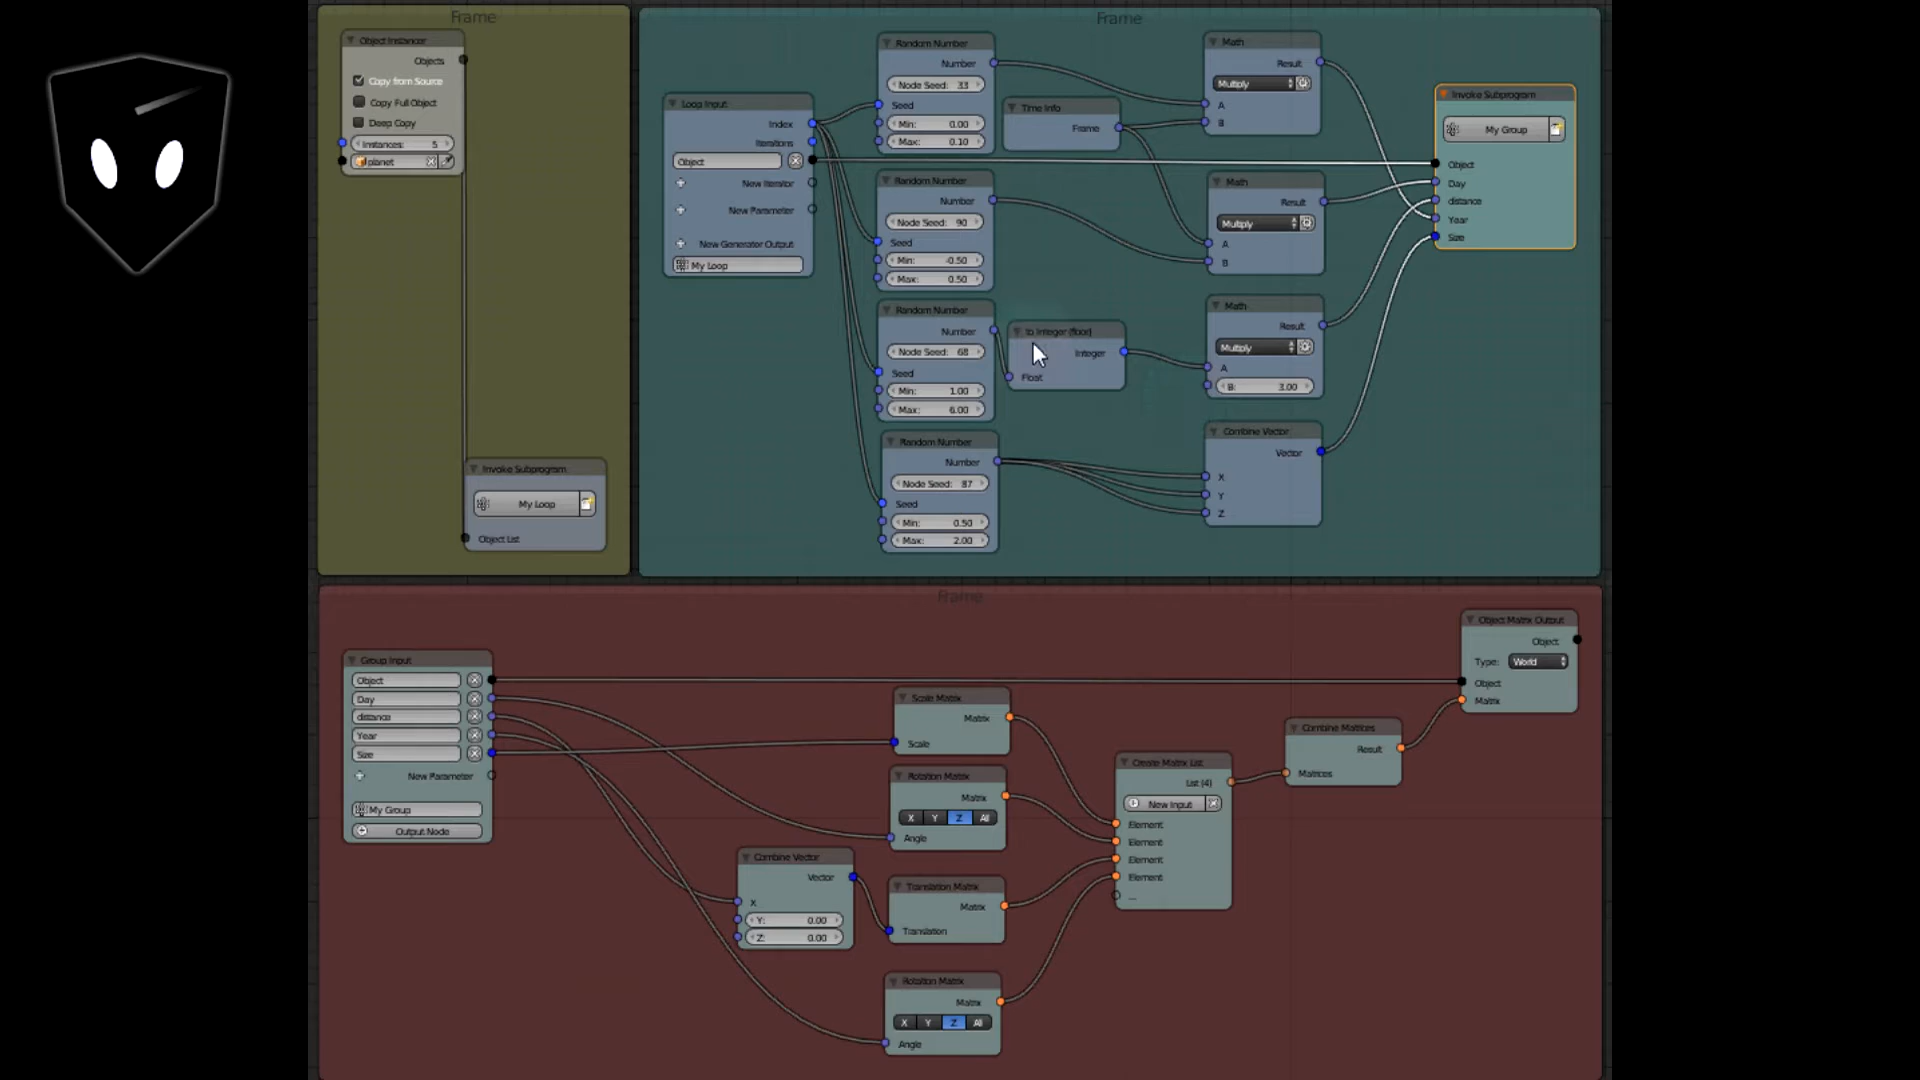 Frame
Object Instancer
Objects
Copy from Source
Copy Full Object
Deep Copy
Instances: 5
planet
Invoke Subprogram
My Loop
Object List
Frame
Loop Input
Index
Iterations
Object
New Iterator
New Parameter
New Generator Output
My Loop
Random Number
Number
Node Seed: 33
Seed
Min: 0.00
Max: 0.10
Random Number
Number
Node Seed: 90
Seed
Min: -0.50
Max: 0.50
Random Number
Number
Node Seed: 68
Seed
Min: 1.00
Max: 6.00
Random Number
Number
Node Seed: 87
Seed
Min: 0.50
Max: 2.00
Time Info
Frame
to Integer (floor)
Integer
Float
Math
Result
Multiply
A
B
Math
Result
Multiply
A
B
Math
Result
Multiply
A
B: 3.00
Combine Vector
Vector
X
Y
Z
Invoke Subprogram
My Group
Object
Day
distance
Year
Size
Frame
Group Input
Object
Day
distance
Year
Size
New Parameter
My Group
Output Node
Combine Vector
Vector
X
Y: 0.00
Z: 0.00
Scale Matrix
Matrix
Scale
Rotation Matrix
Matrix
X Y Z All
Angle
Translation Matrix
Matrix
Translation
Rotation Matrix
Matrix
X Y Z All
Angle
Create Matrix List
List (4)
New Input
Element
Element
Element
Element
...
Combine Matrices
Result
Matrices
Object Matrix Output
Object
Type: World
Object
Matrix